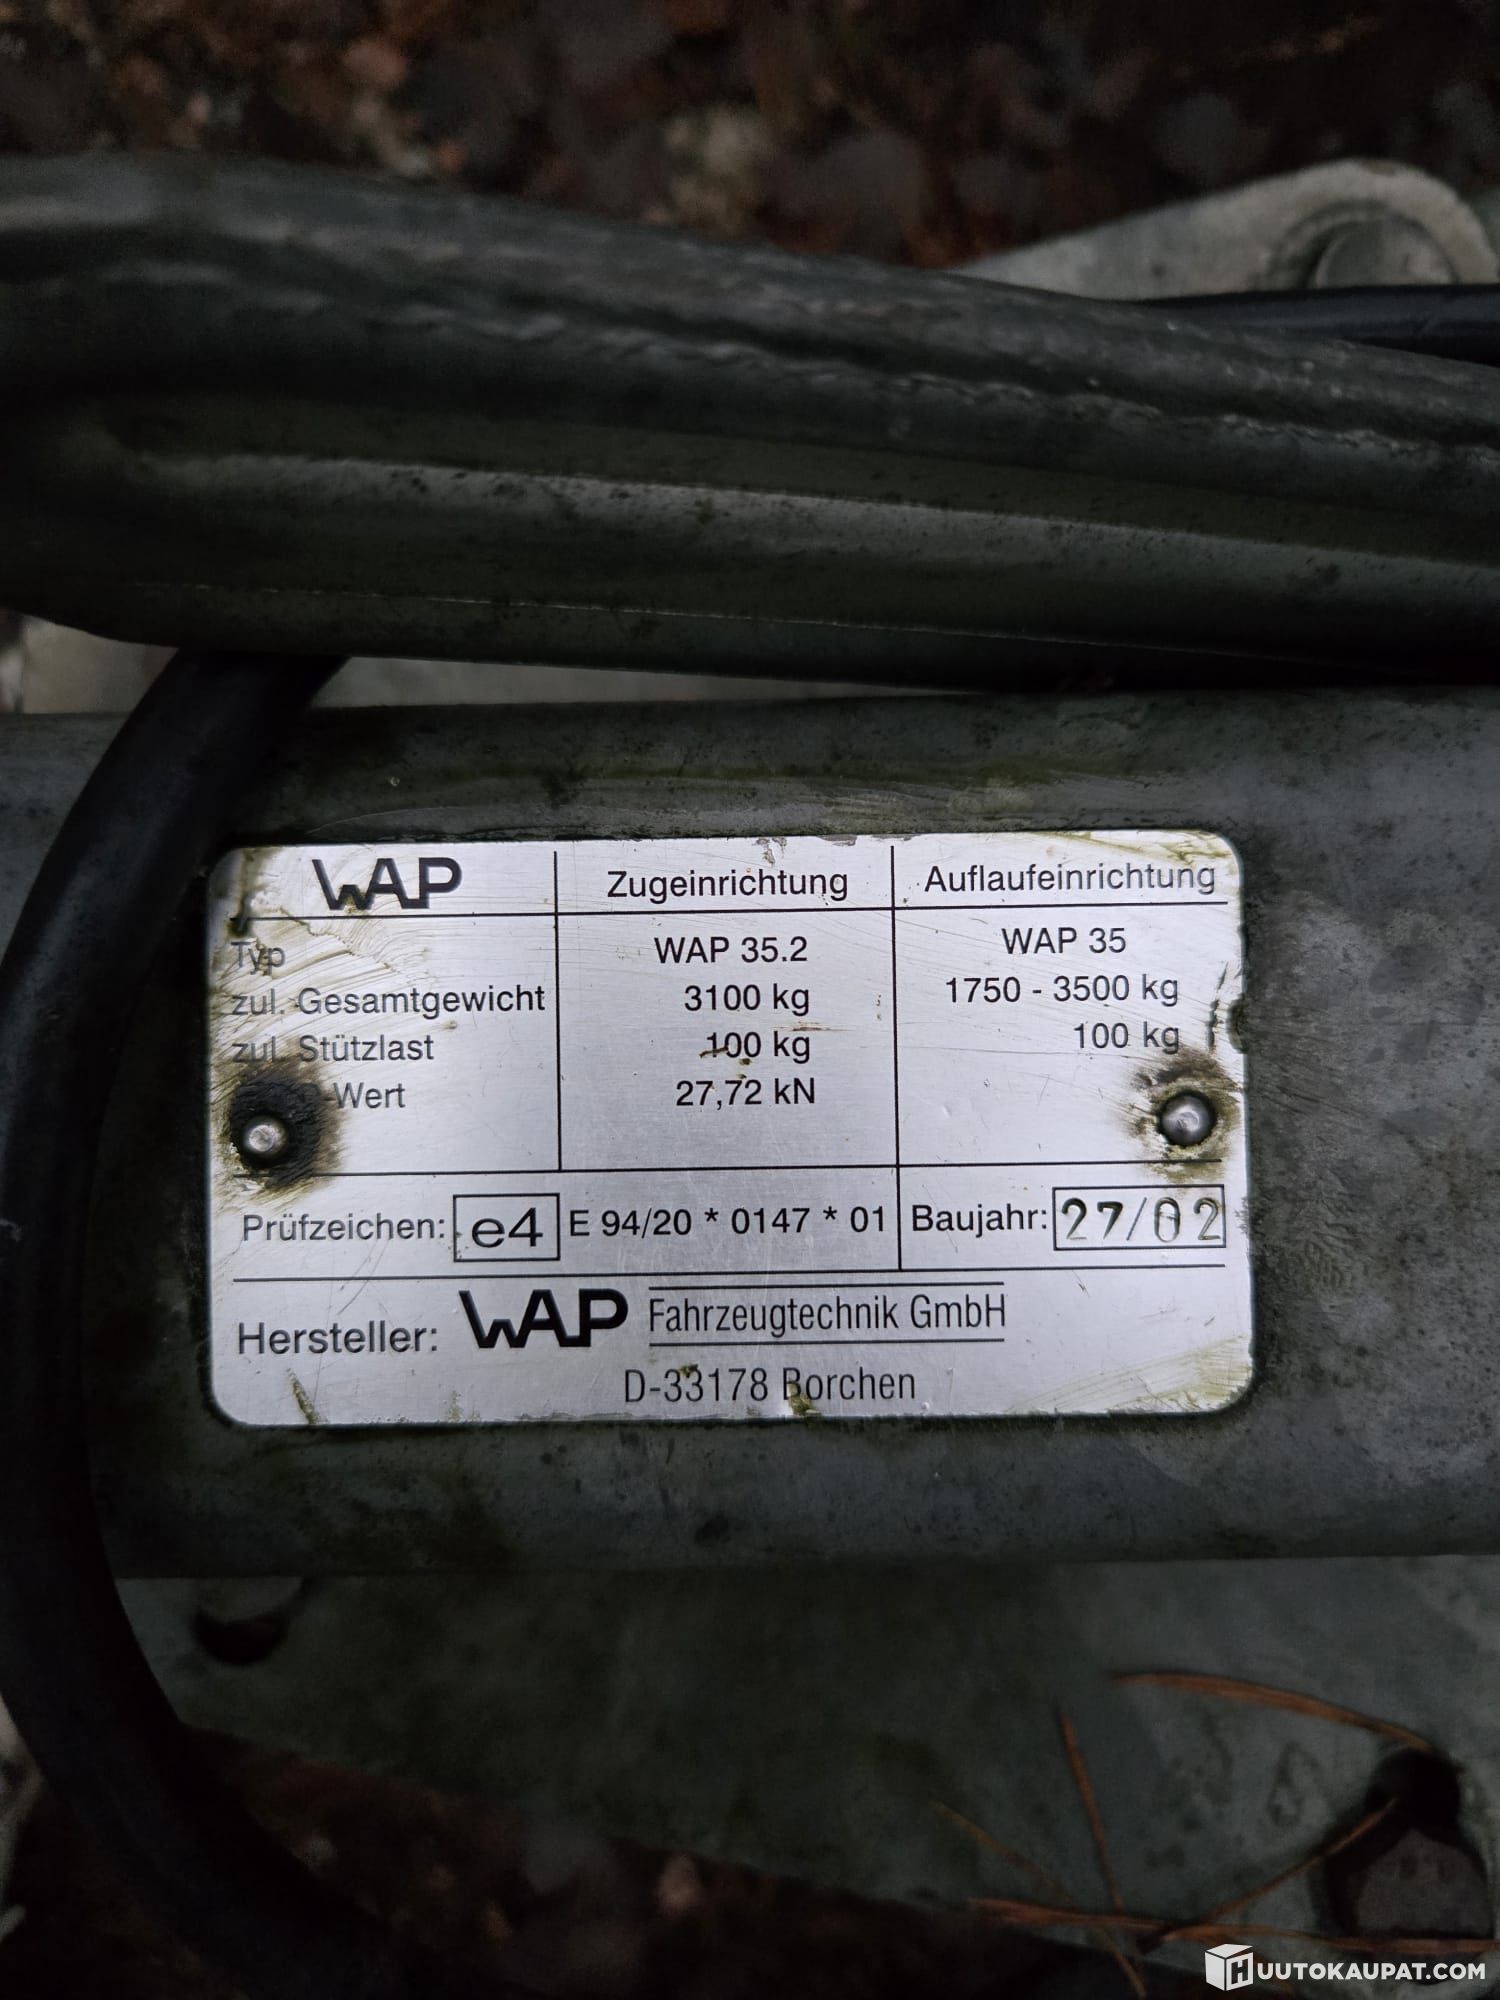 WAP Zugeinrichtung Auflaufeinrichtung
Typ WAP 35.2 WAP 35
zul. Gesamtgewicht 3100 kg 1750 - 3500 kg
zul. Stützlast 100 kg 100 kg
-Wert 27,72 kN
Prüfzeichen: e4 E 94/20 * 0147 * 01 Baujahr: 27/02
Hersteller: WAP Fahrzeugtechnik GmbH
D-33178 Borchen
HUUTOKAUPAT.COM